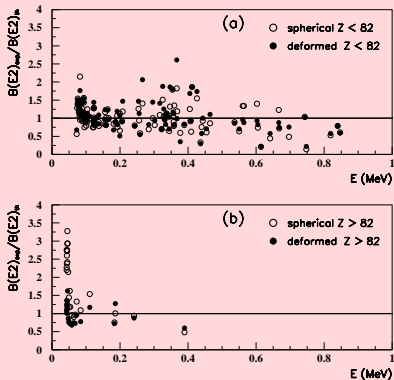 (a)
○ spherical Z < 82
● deformed Z < 82
B(E2)exp/B(E2)th
4
3.5
3
2.5
2
1.5
1
0.5
0
0 0.2 0.4 0.6 0.8 1
E (MeV)
(b)
○ spherical Z > 82
● deformed Z > 82
B(E2)exp/B(E2)th
4
3.5
3
2.5
2
1.5
1
0.5
0
0 0.2 0.4 0.6 0.8 1
E (MeV)